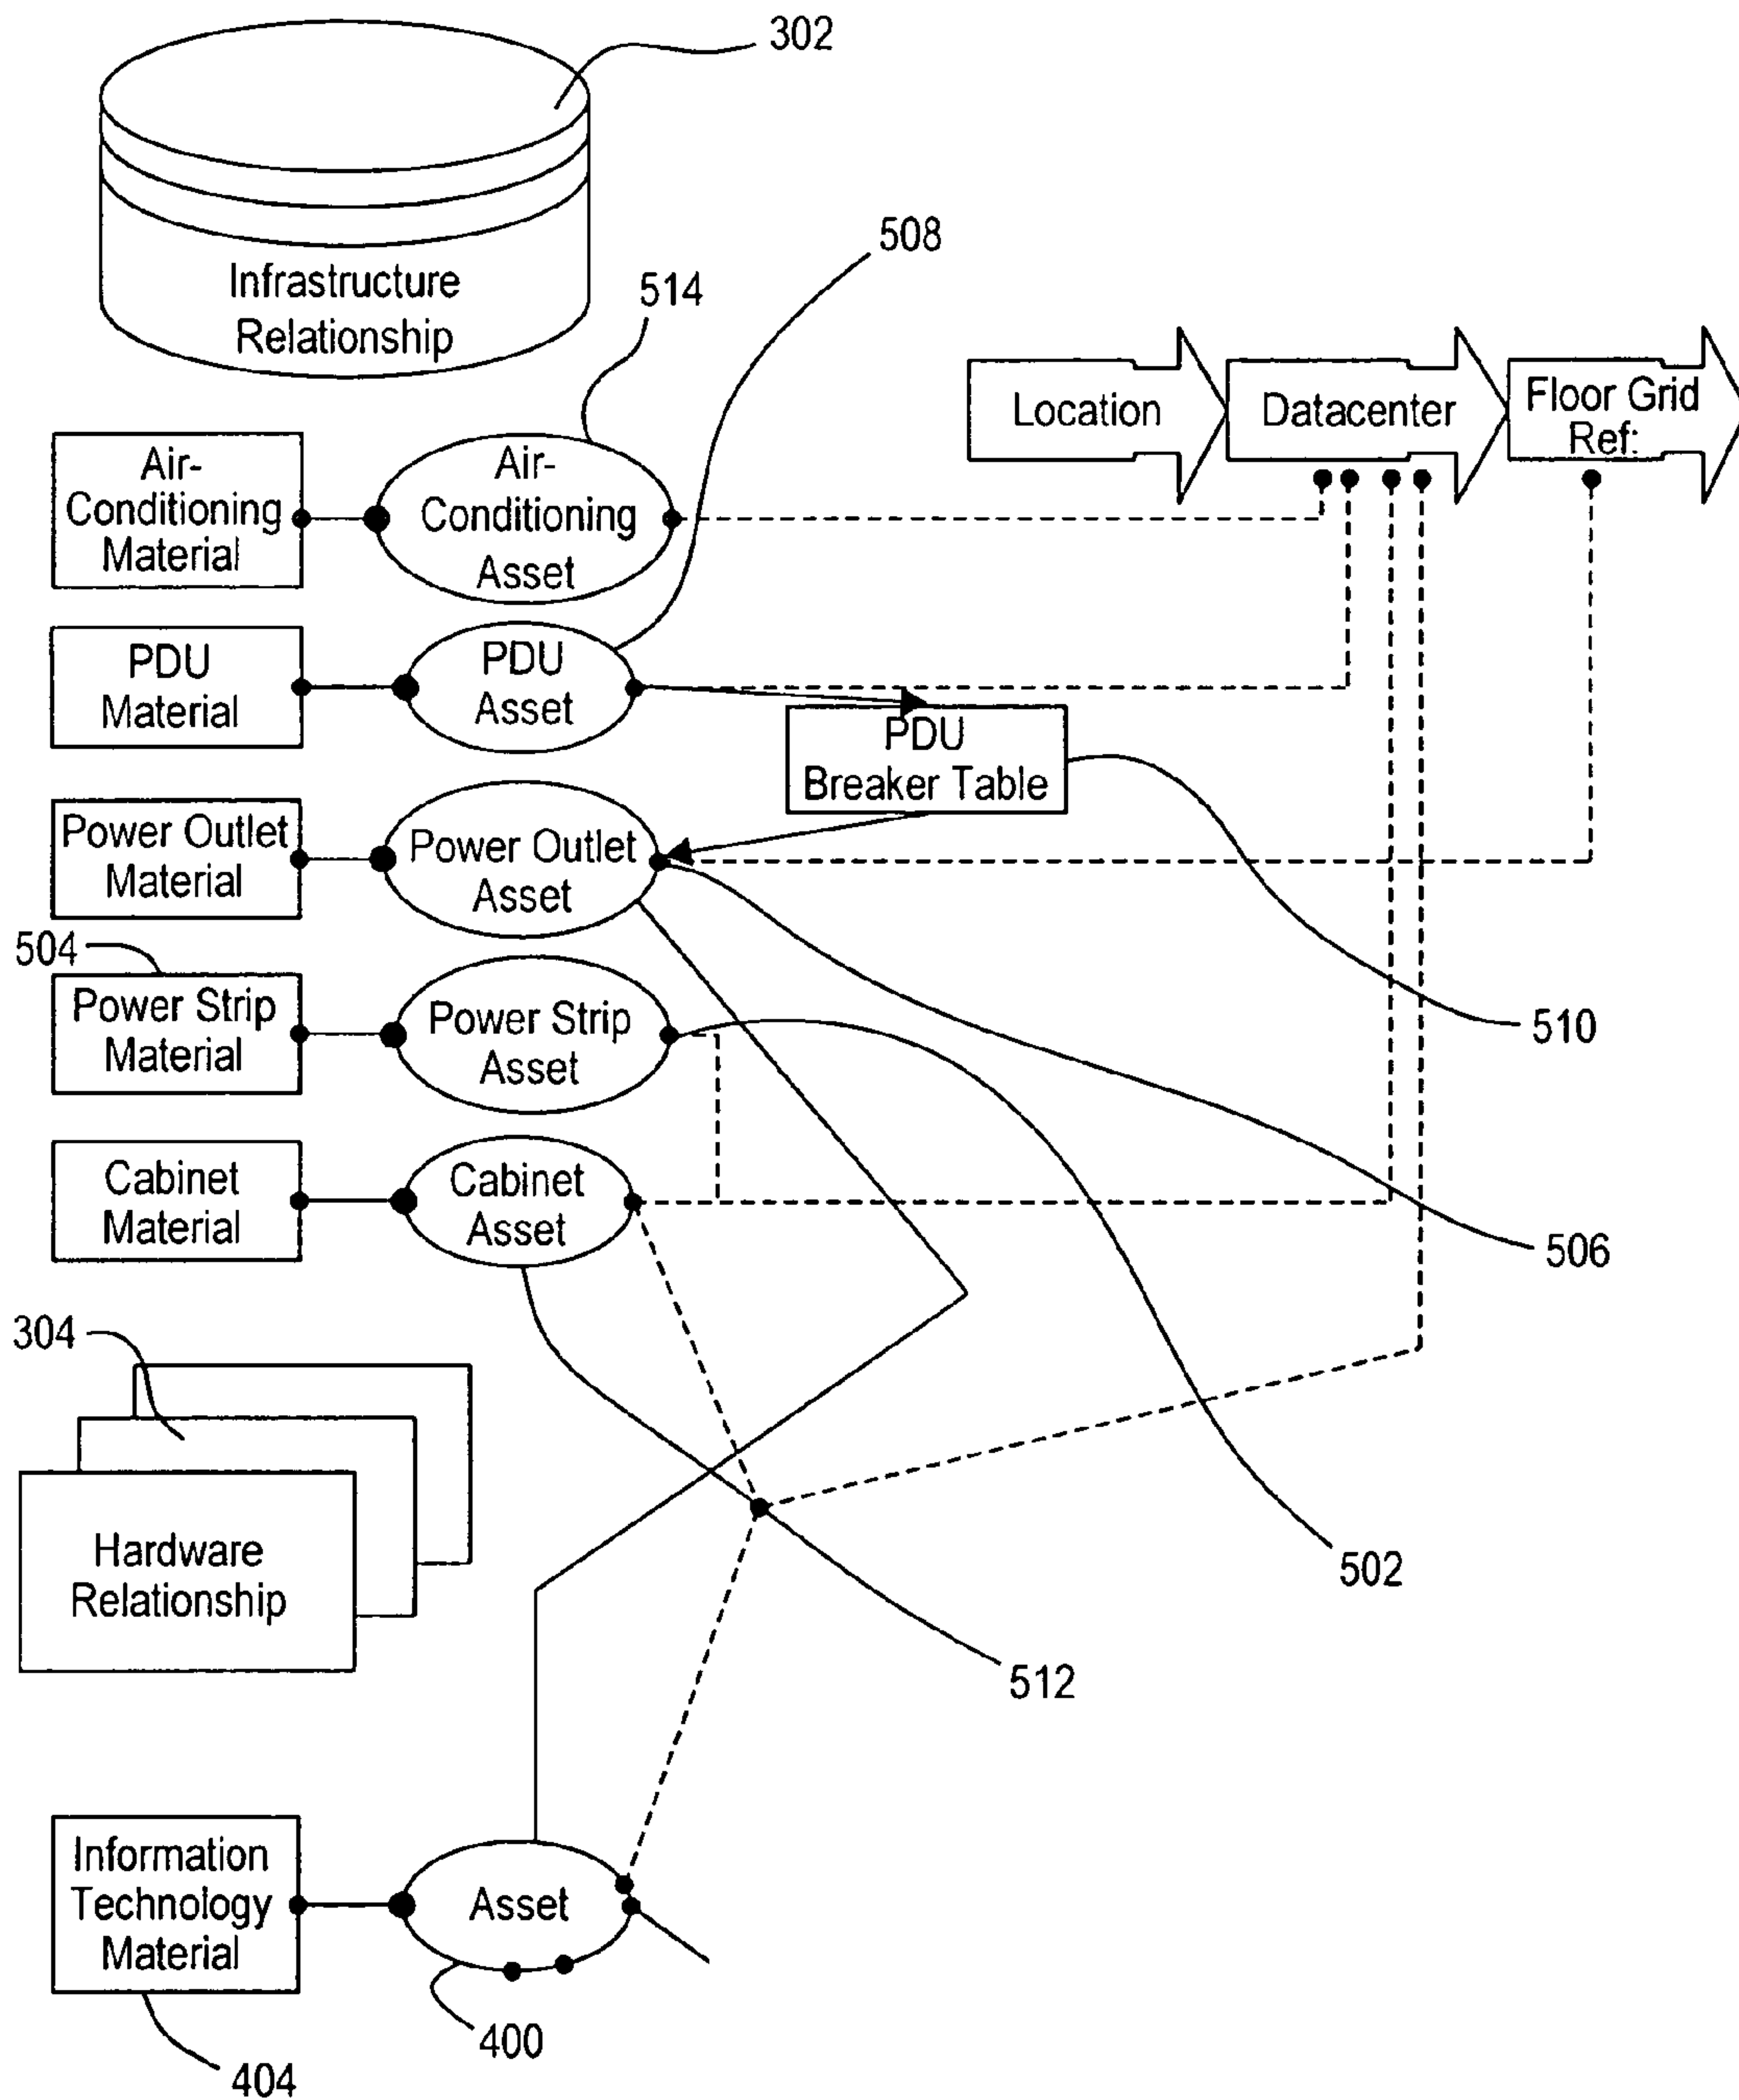 302
Infrastructure
Relationship
508
514
Location
Datacenter
Floor Grid
Ref:
Air-
Conditioning
Material
Air-
Conditioning
Asset
PDU
Material
PDU
Asset
PDU
Breaker Table
Power Outlet
Material
Power Outlet
Asset
504
Power Strip
Material
Power Strip
Asset
510
Cabinet
Material
Cabinet
Asset
506
304
Hardware
Relationship
502
512
Information
Technology
Material
Asset
400
404